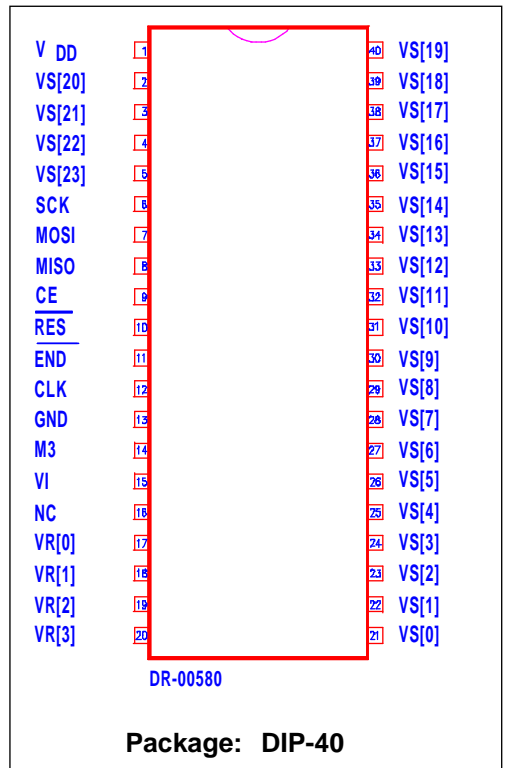 V DD 1 40 VS[19]
VS[20] 2 39 VS[18]
VS[21] 3 38 VS[17]
VS[22] 4 37 VS[16]
VS[23] 5 36 VS[15]
SCK 6 35 VS[14]
MOSI 7 34 VS[13]
MISO 8 33 VS[12]
CE 9 32 VS[11]
RES 10 31 VS[10]
END 11 30 VS[9]
CLK 12 29 VS[8]
GND 13 28 VS[7]
M3 14 27 VS[6]
VI 15 26 VS[5]
NC 16 25 VS[4]
VR[0] 17 24 VS[3]
VR[1] 18 23 VS[2]
VR[2] 19 22 VS[1]
VR[3] 20 21 VS[0]
DR-00580
Package: DIP-40